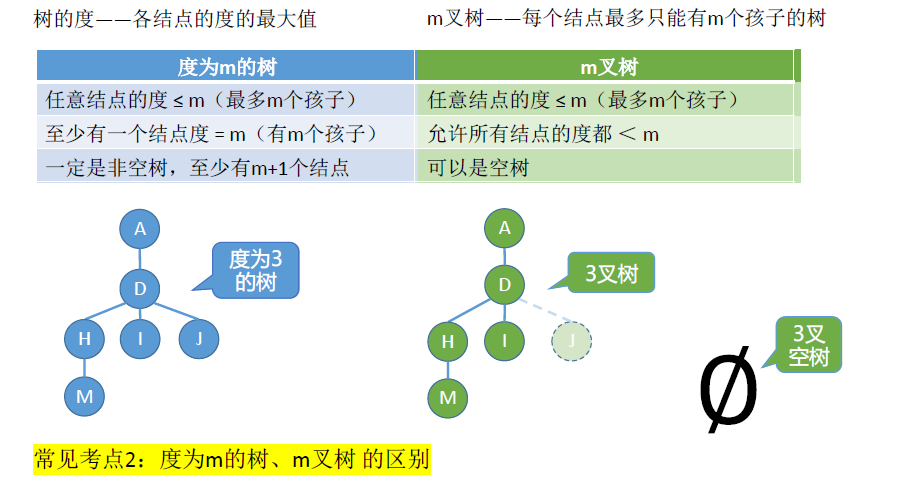 树的度——各结点的度的最大值
m叉树——每个结点最多只能有m个孩子的树
度为m的树
m叉树
任意结点的度 ≤ m（最多m个孩子）
任意结点的度 ≤ m（最多m个孩子）
至少有一个结点度 = m（有m个孩子）
允许所有结点的度都 ＜ m
一定是非空树，至少有m+1个结点
可以是空树
A
D
H
I
J
M
度为3
的树
A
D
H
I
J
M
3叉树
∅
3叉
空树
常见考点2：度为m的树、m叉树 的区别